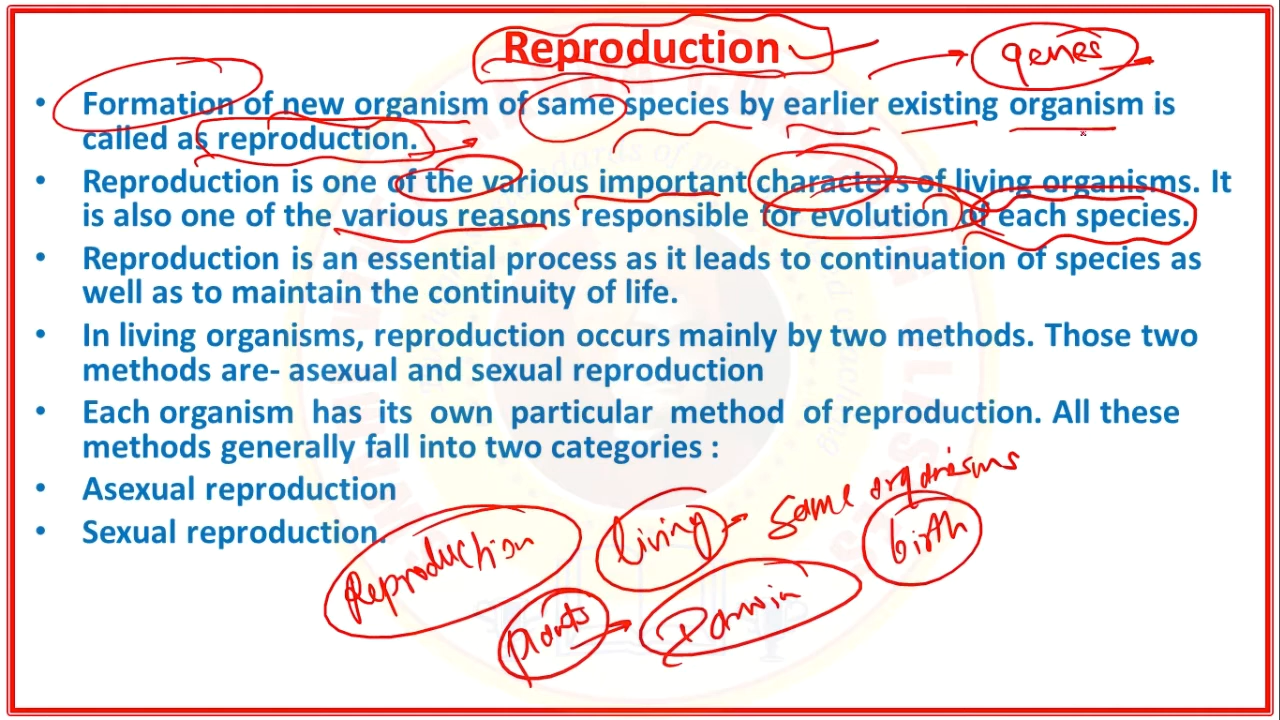 Reproduction
genes
• Formation of new organism of same species by earlier existing organism is
called as reproduction.
• Reproduction is one of the various important characters of living organisms. It
is also one of the various reasons responsible for evolution of each species.
• Reproduction is an essential process as it leads to continuation of species as
well as to maintain the continuity of life.
• In living organisms, reproduction occurs mainly by two methods. Those two
methods are- asexual and sexual reproduction
• Each organism has its own particular method of reproduction. All these
methods generally fall into two categories :
• Asexual reproduction
• Sexual reproduction.
Reproduction living same organisms
birth
plants Darwin